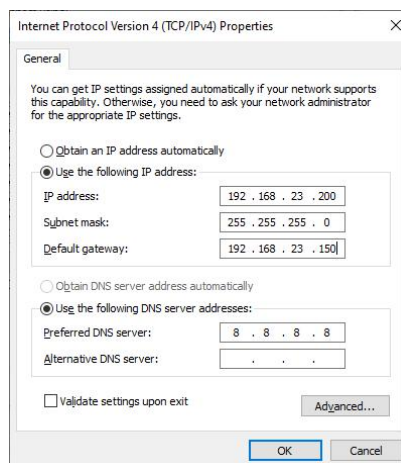 Internet Protocol Version 4 (TCP/IPv4) Properties
General
You can get IP settings assigned automatically if your network supports
this capability. Otherwise, you need to ask your network administrator
for the appropriate IP settings.
Obtain an IP address automatically
Use the following IP address:
IP address: 192 . 168 . 23 . 200
Subnet mask: 255 . 255 . 255 . 0
Default gateway: 192 . 168 . 23 . 150
Obtain DNS server address automatically
Use the following DNS server addresses:
Preferred DNS server: 8 . 8 . 8 . 8
Alternative DNS server: . . .
Validate settings upon exit
Advanced...
OK Cancel